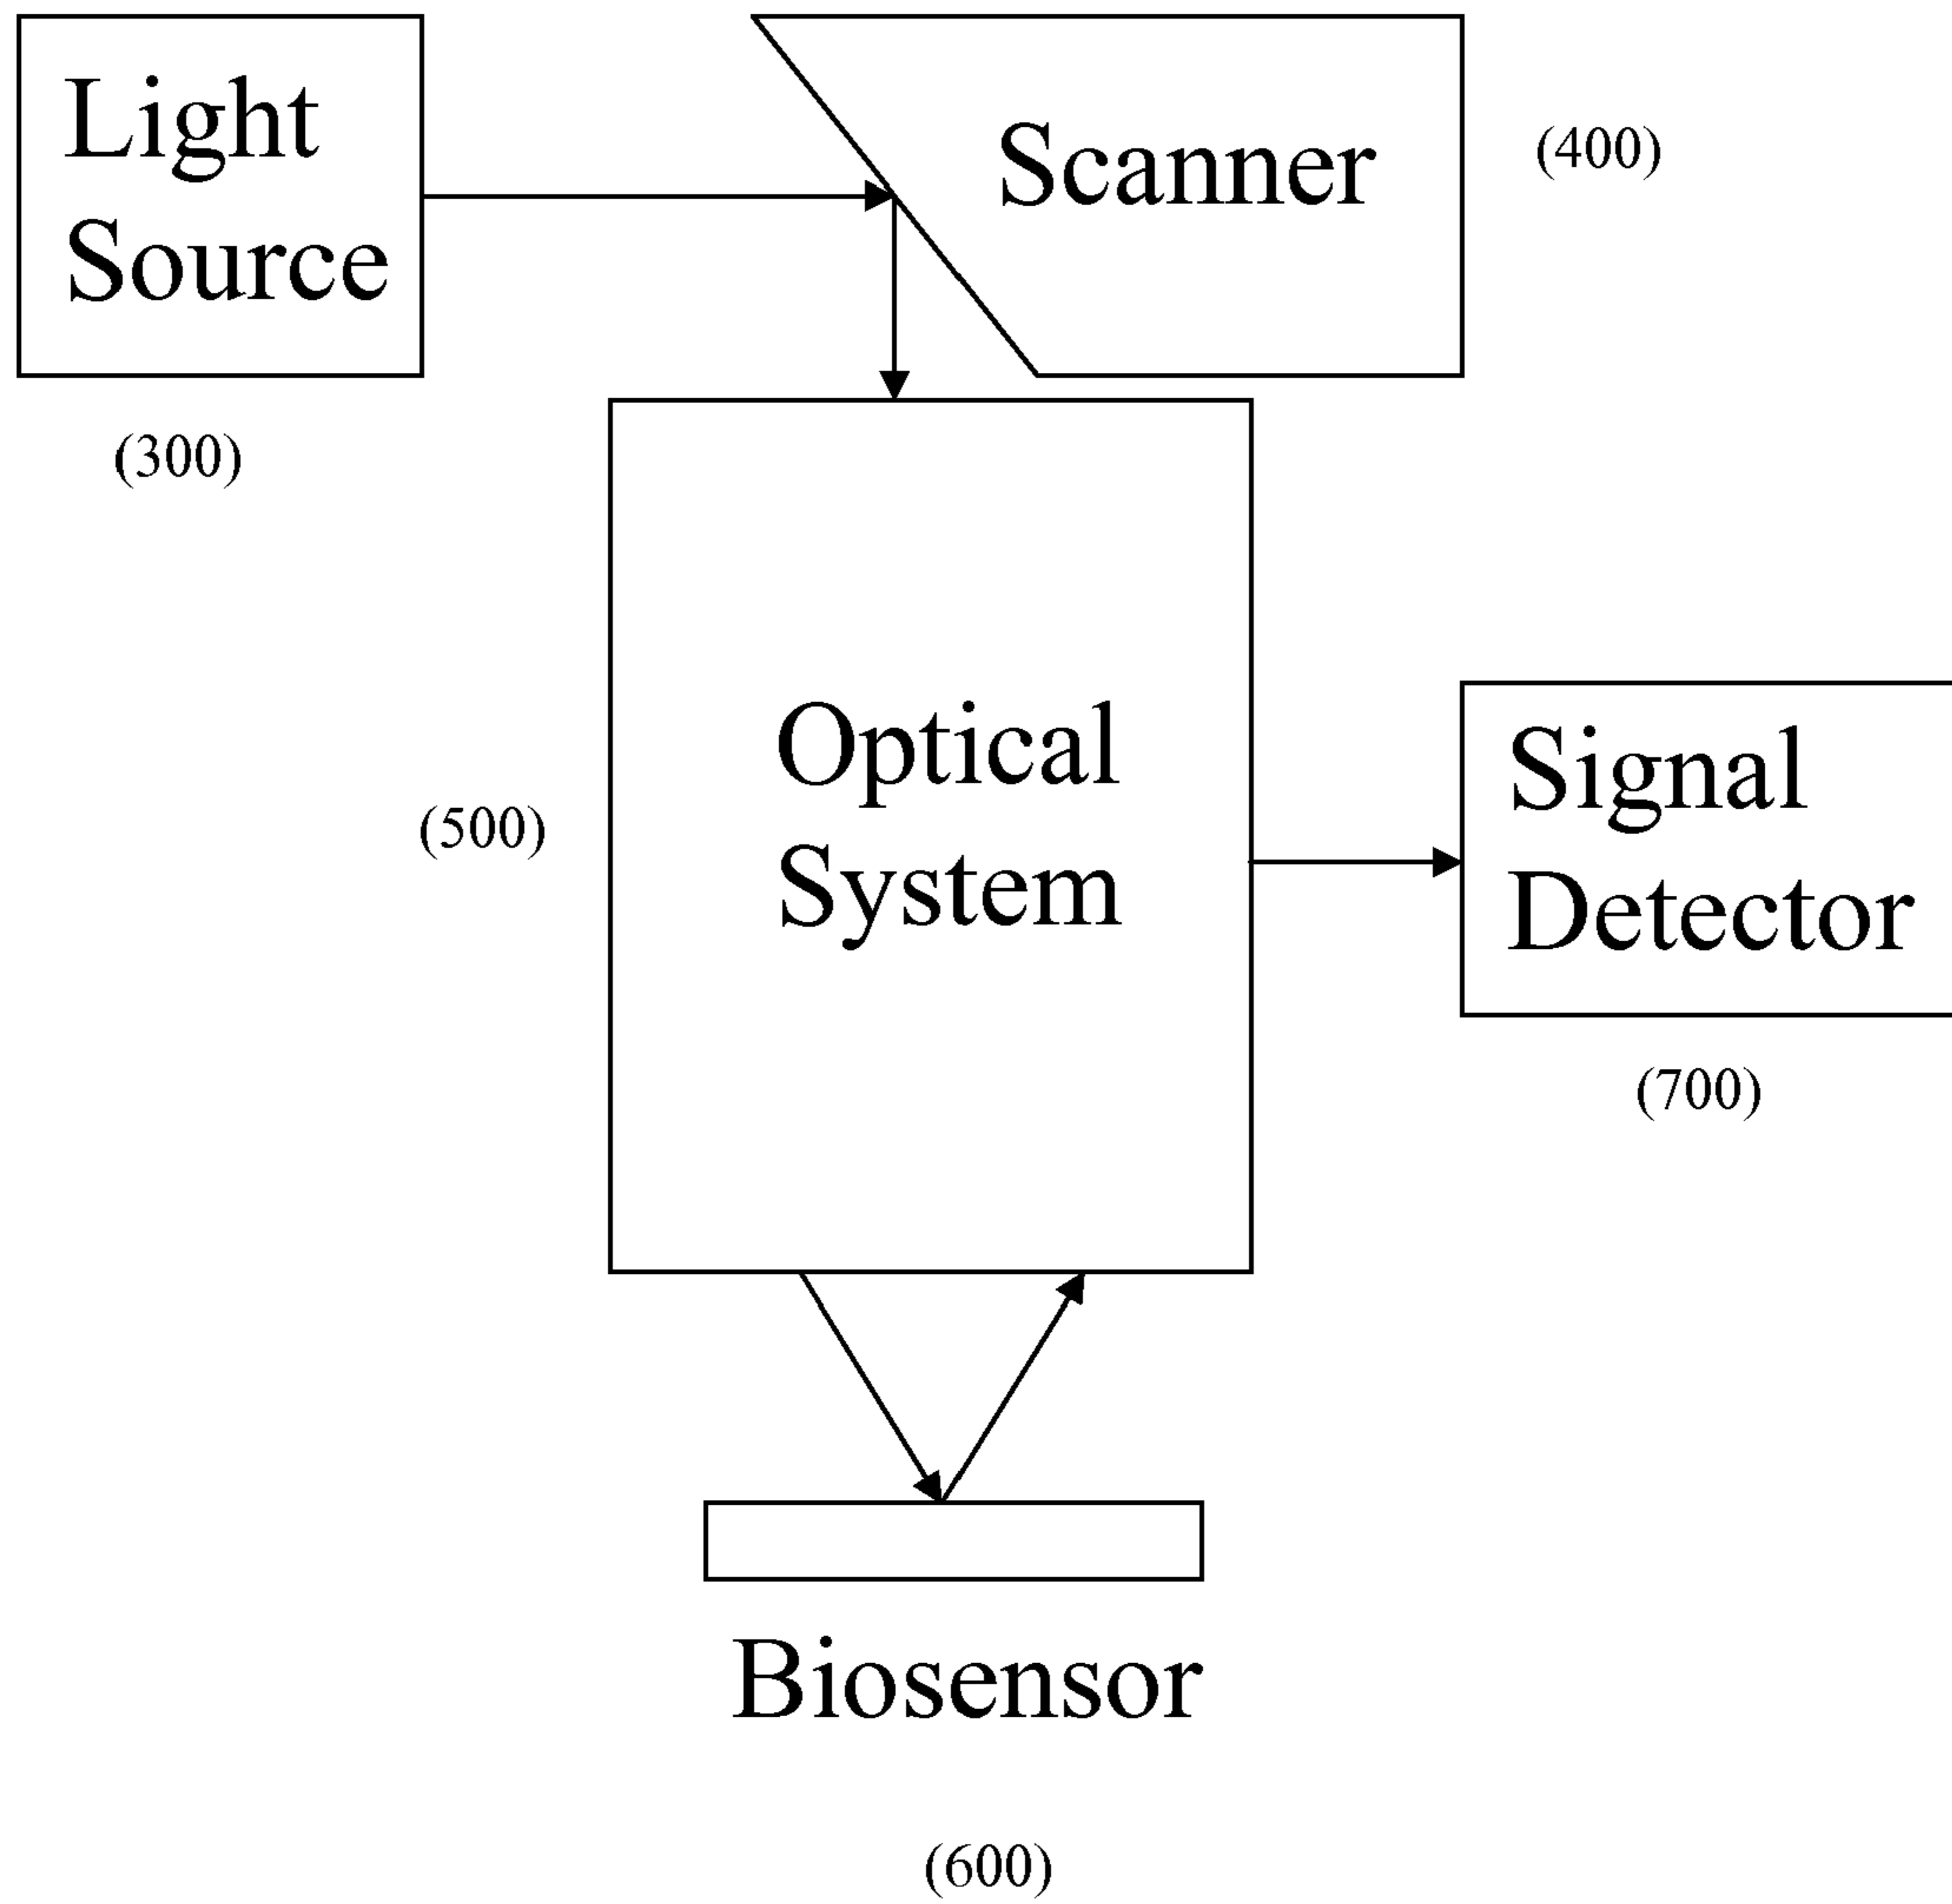 Light
Source
(300)
Scanner
(400)
Optical
System
(500)
Signal
Detector
(700)
Biosensor
(600)